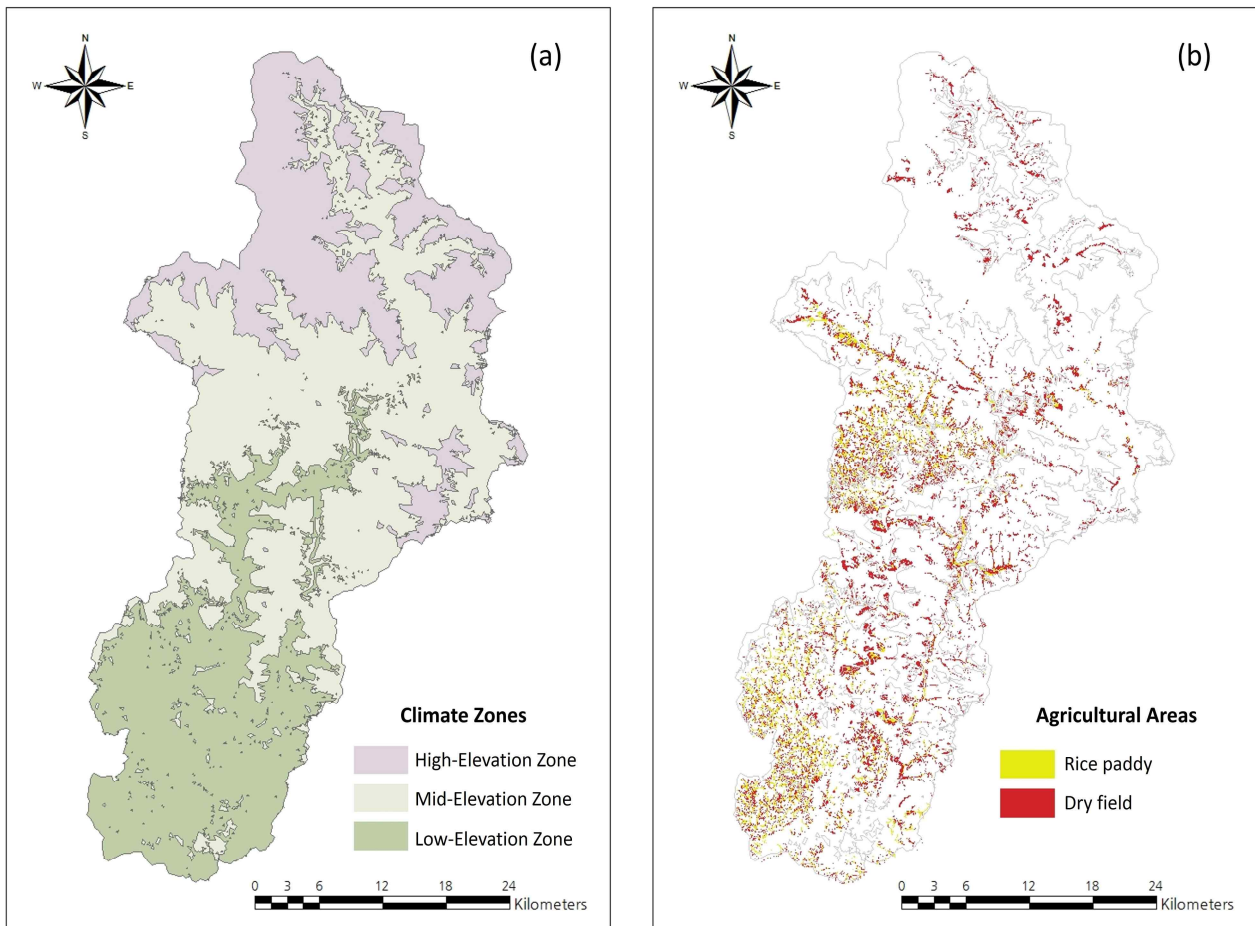 N
W
E
S
(a)
Climate Zones
High-Elevation Zone
Mid-Elevation Zone
Low-Elevation Zone
0 3 6 12 18 24
Kilometers
N
W
E
S
(b)
Agricultural Areas
Rice paddy
Dry field
0 3 6 12 18 24
Kilometers